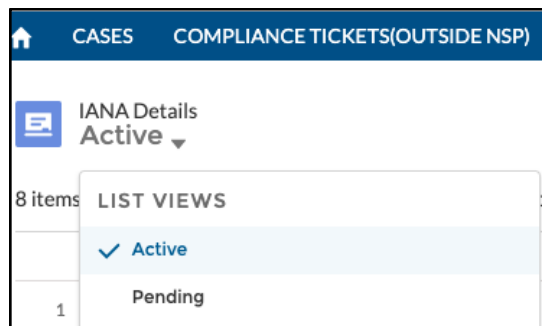 CASES COMPLIANCE TICKETS(OUTSIDE NSP)
IANA Details
Active
8 items
LIST VIEWS
Active
Pending
1